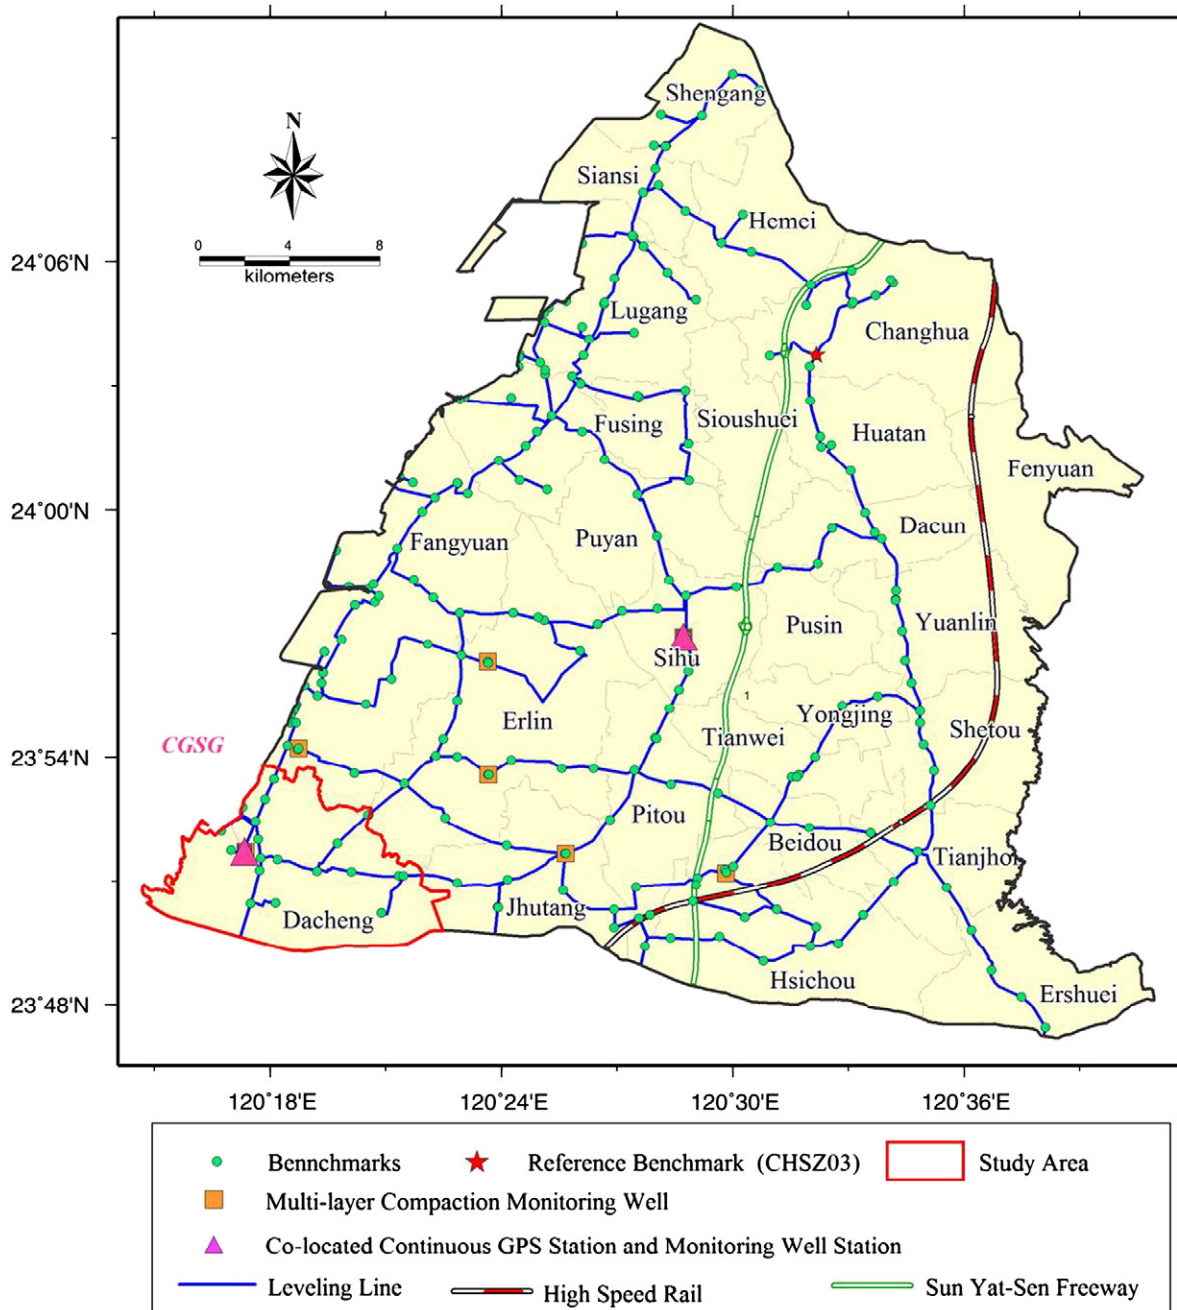 Shengang
N
Siansi
Hemei
0 4 8
kilometers
24°06'N
Lugang
Changhua
Fusing
Sioushuei
Huatan
Fenyuan
24°00'N
Dacun
Fangyuan
Puyan
Pusin
Yuanlin
Sihu
1
Erlin
Yongjing
Shetou
CGSG
Tianwei
23°54'N
Pitou
Beidou
Tianjho
Dacheng
Jhutang
Hsichou
Ershuei
23°48'N
120°18'E 120°24'E 120°30'E 120°36'E
Bennchmarks Reference Benchmark (CHSZ03) Study Area
Multi-layer Compaction Monitoring Well
Co-located Continuous GPS Station and Monitoring Well Station
Leveling Line High Speed Rail Sun Yat-Sen Freeway